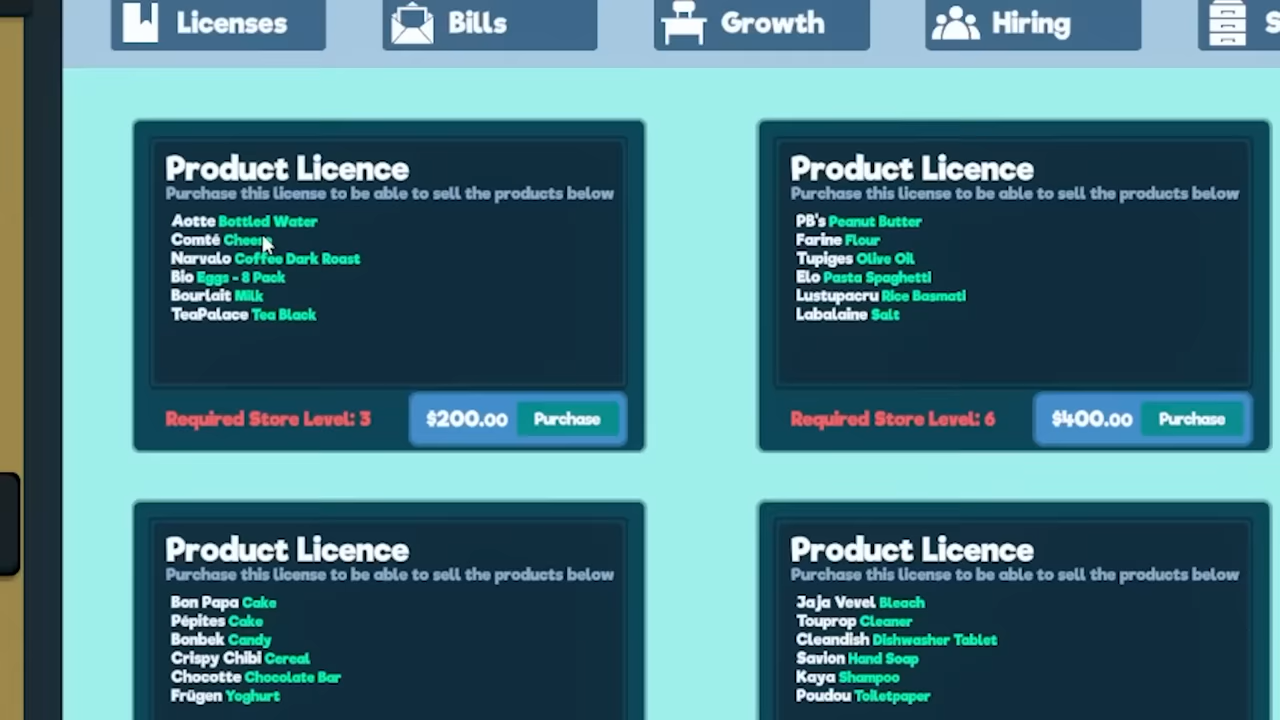 Licenses
Bills
Growth
Hiring
S
Product Licence
Purchase this license to be able to sell the products below
Aotte Bottled Water
Comté Cheese
Narvalo Coffee Dark Roast
Bio Eggs - 8 Pack
Bourlait Milk
TeaPalace Tea Black
Required Store Level: 3
$200.00
Purchase
Product Licence
Purchase this license to be able to sell the products below
PB's Peanut Butter
Farine Flour
Tupiges Olive Oil
Elo Pasta Spaghetti
Lustupacru Rice Basmati
Labalaine Salt
Required Store Level: 6
$400.00
Purchase
Product Licence
Purchase this license to be able to sell the products below
Bon Papa Cake
Pépites Cake
Bonbek Candy
Crispy Chibi Cereal
Chocotte Chocolate Bar
Frügen Yoghurt
Product Licence
Purchase this license to be able to sell the products below
Jaja Vevel Bleach
Touprop Cleaner
Cleandish Dishwasher Tablet
Savion Hand Soap
Kaya Shampoo
Poudou Toiletpaper